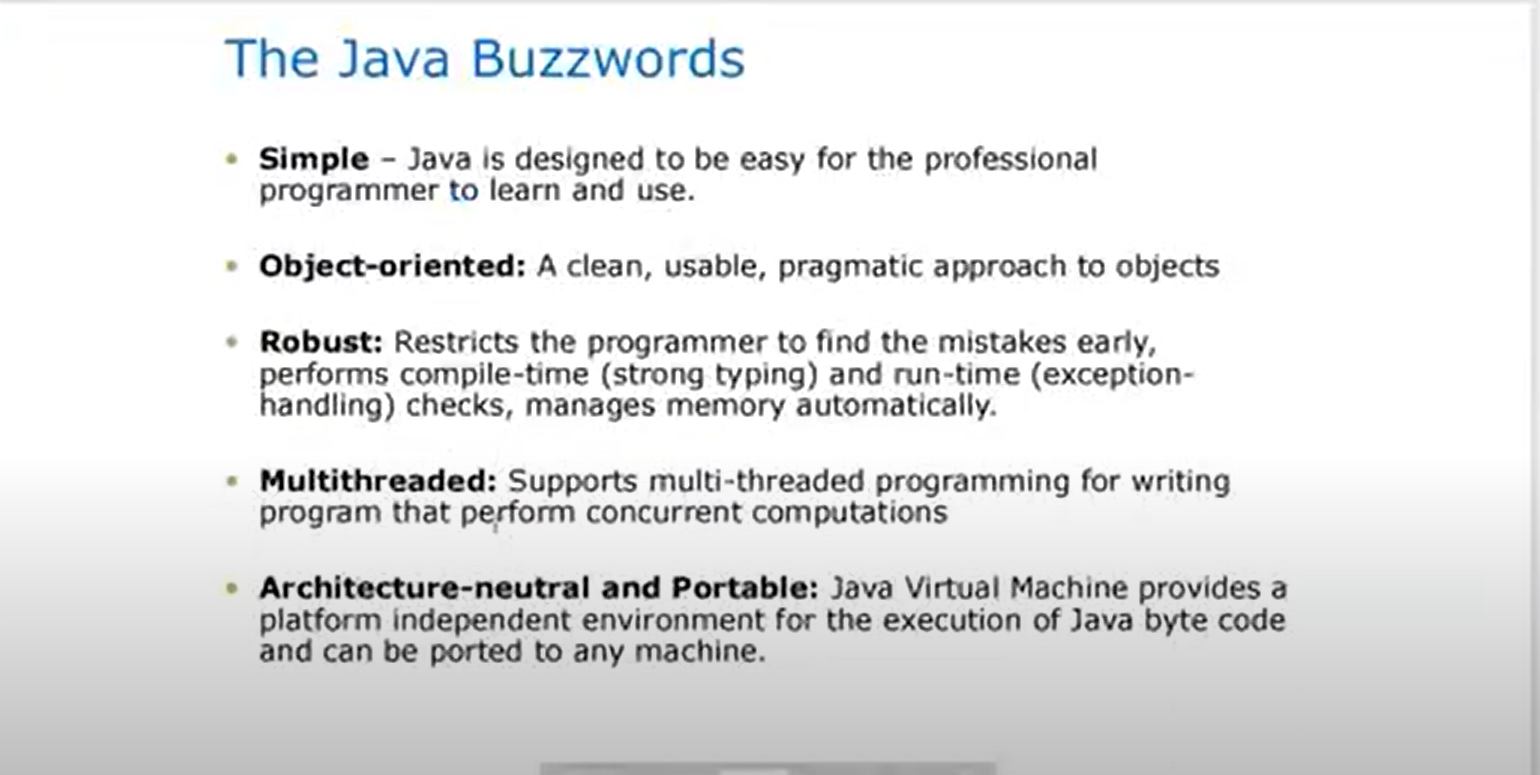 The Java Buzzwords
• Simple – Java is designed to be easy for the professional
programmer to learn and use.
• Object-oriented: A clean, usable, pragmatic approach to objects
• Robust: Restricts the programmer to find the mistakes early,
performs compile-time (strong typing) and run-time (exception-
handling) checks, manages memory automatically.
• Multithreaded: Supports multi-threaded programming for writing
program that perform concurrent computations
• Architecture-neutral and Portable: Java Virtual Machine provides a
platform independent environment for the execution of Java byte code
and can be ported to any machine.